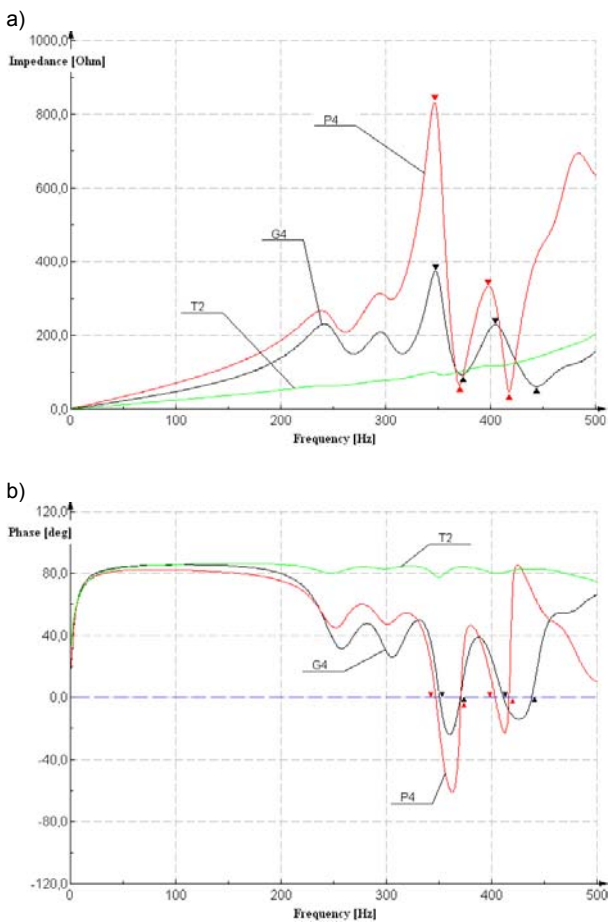 a)
1000,0
Impedance [Ohm]
P4
800,0
600,0
G4
400,0
T2
200,0
0,0
0 100 200 300 400 500
Frequency [Hz]
b)
120,0
Phase [deg]
T2
80,0
40,0
G4
0,0
-40,0
P4
-80,0
-120,0
0 100 200 300 400 500
Frequency [Hz]